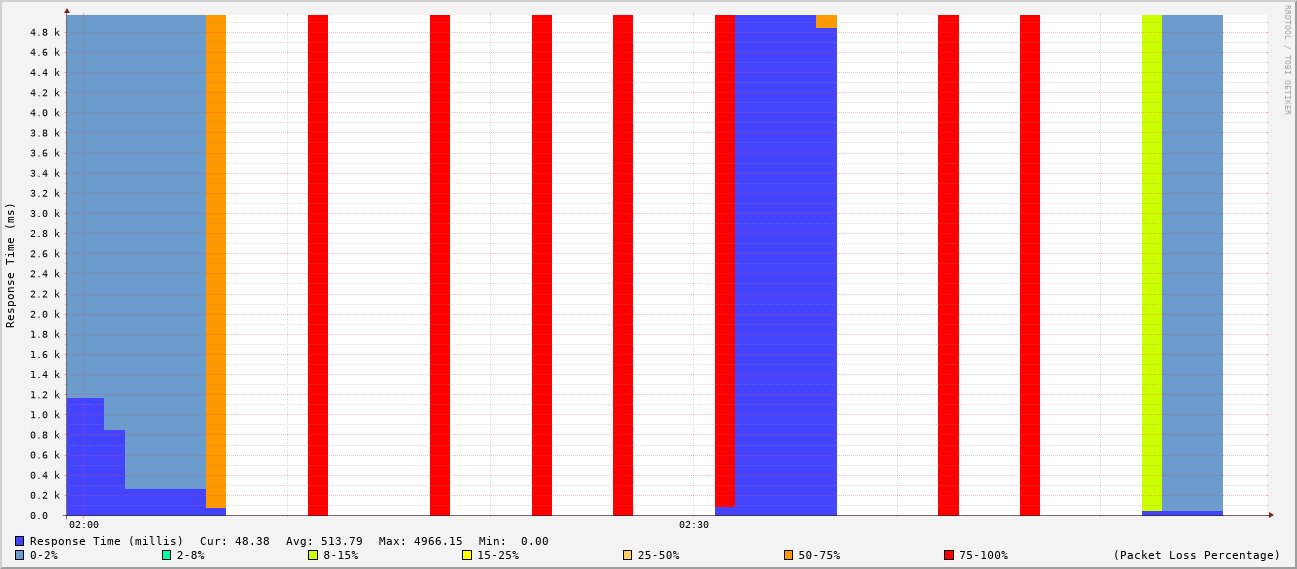 RRDTOOL / TOBI OETIKER
Response Time (ms)
4.8 k
4.6 k
4.4 k
4.2 k
4.0 k
3.8 k
3.6 k
3.4 k
3.2 k
3.0 k
2.8 k
2.6 k
2.4 k
2.2 k
2.0 k
1.8 k
1.6 k
1.4 k
1.2 k
1.0 k
0.8 k
0.6 k
0.4 k
0.2 k
0.0
02:00 02:30
Response Time (millis) Cur: 48.38 Avg: 513.79 Max: 4966.15 Min: 0.00
0-2% 2-8% 8-15% 15-25% 25-50% 50-75% 75-100% (Packet Loss Percentage)